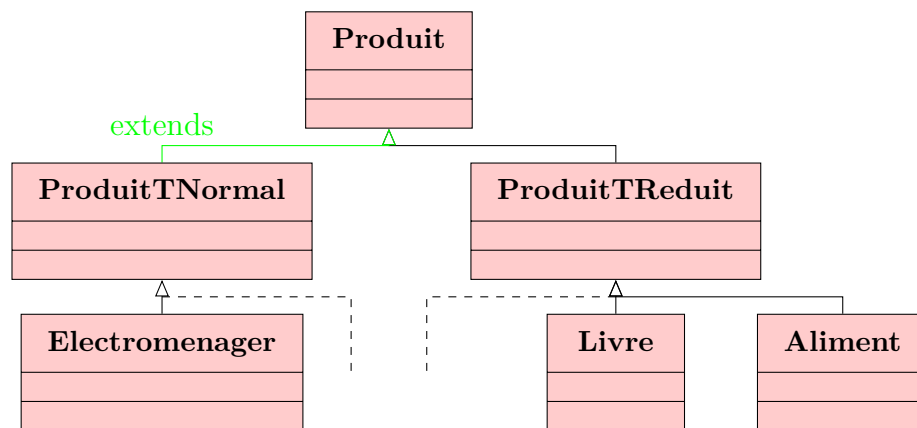 Produit
extends
ProduitTNormal
ProduitTReduit
Electromenager
Livre
Aliment